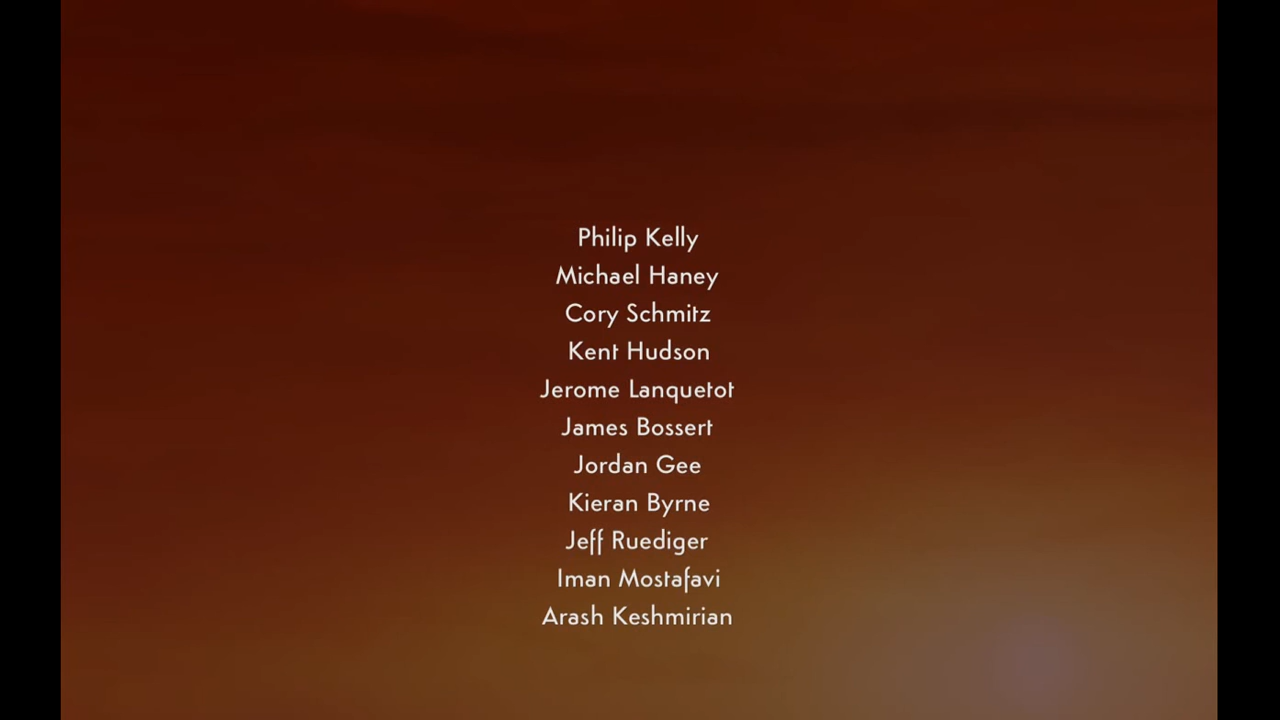 Philip Kelly
Michael Haney
Cory Schmitz
Kent Hudson
Jerome Lanquetot
James Bossert
Jordan Gee
Kieran Byrne
Jeff Ruediger
Iman Mostafavi
Arash Keshmirian